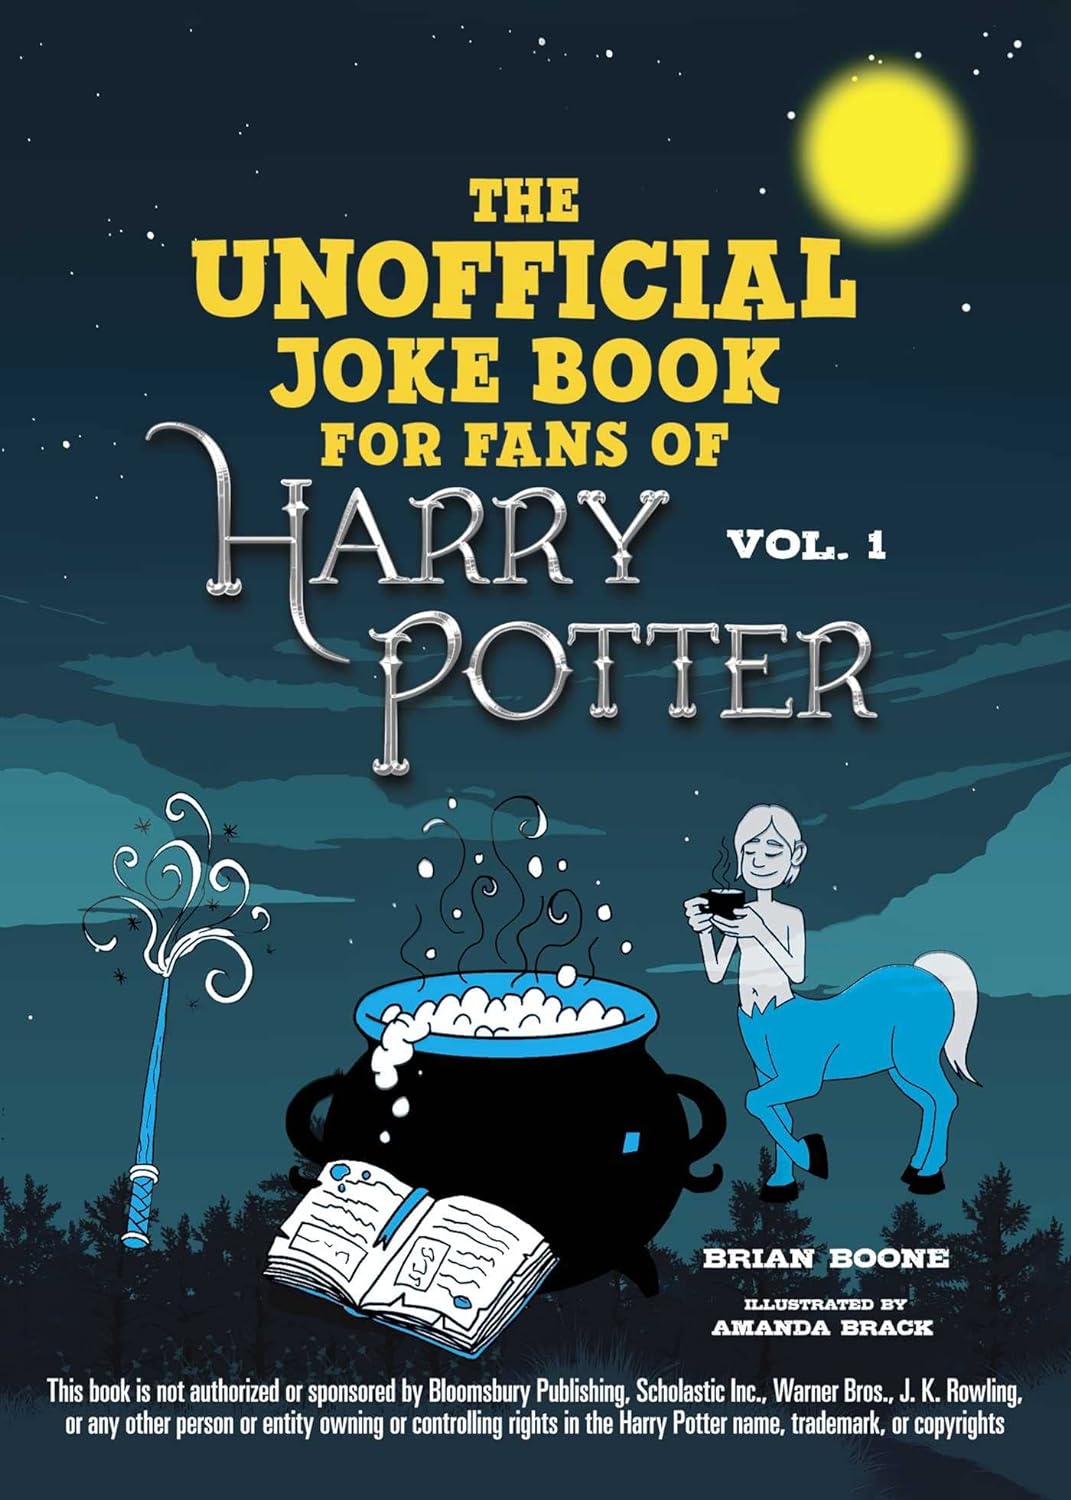 THE
UNOFFICIAL
JOKE BOOK
FOR FANS OF
HARRY
VOL. 1
POTTER
BRIAN BOONE
ILLUSTRATED BY
AMANDA BRACK
This book is not authorized or sponsored by Bloomsbury Publishing, Scholastic Inc., Warner Bros., J. K. Rowling,
or any other person or entity owning or controlling rights in the Harry Potter name, trademark, or copyrights